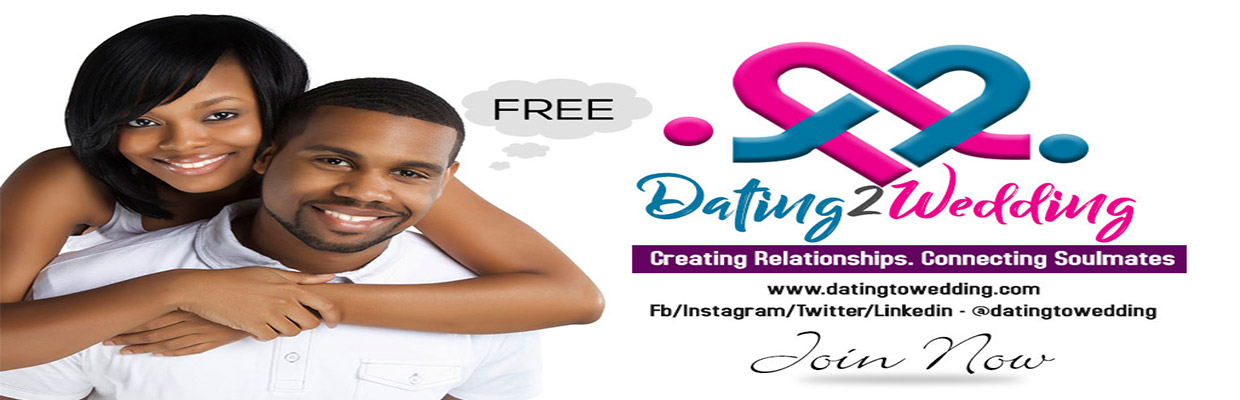 FREE
Dating2Wedding
Creating Relationships. Connecting Soulmates
www.datingtowedding.com
Fb/Instagram/Twitter/Linkedin - @datingtowedding
Join Now